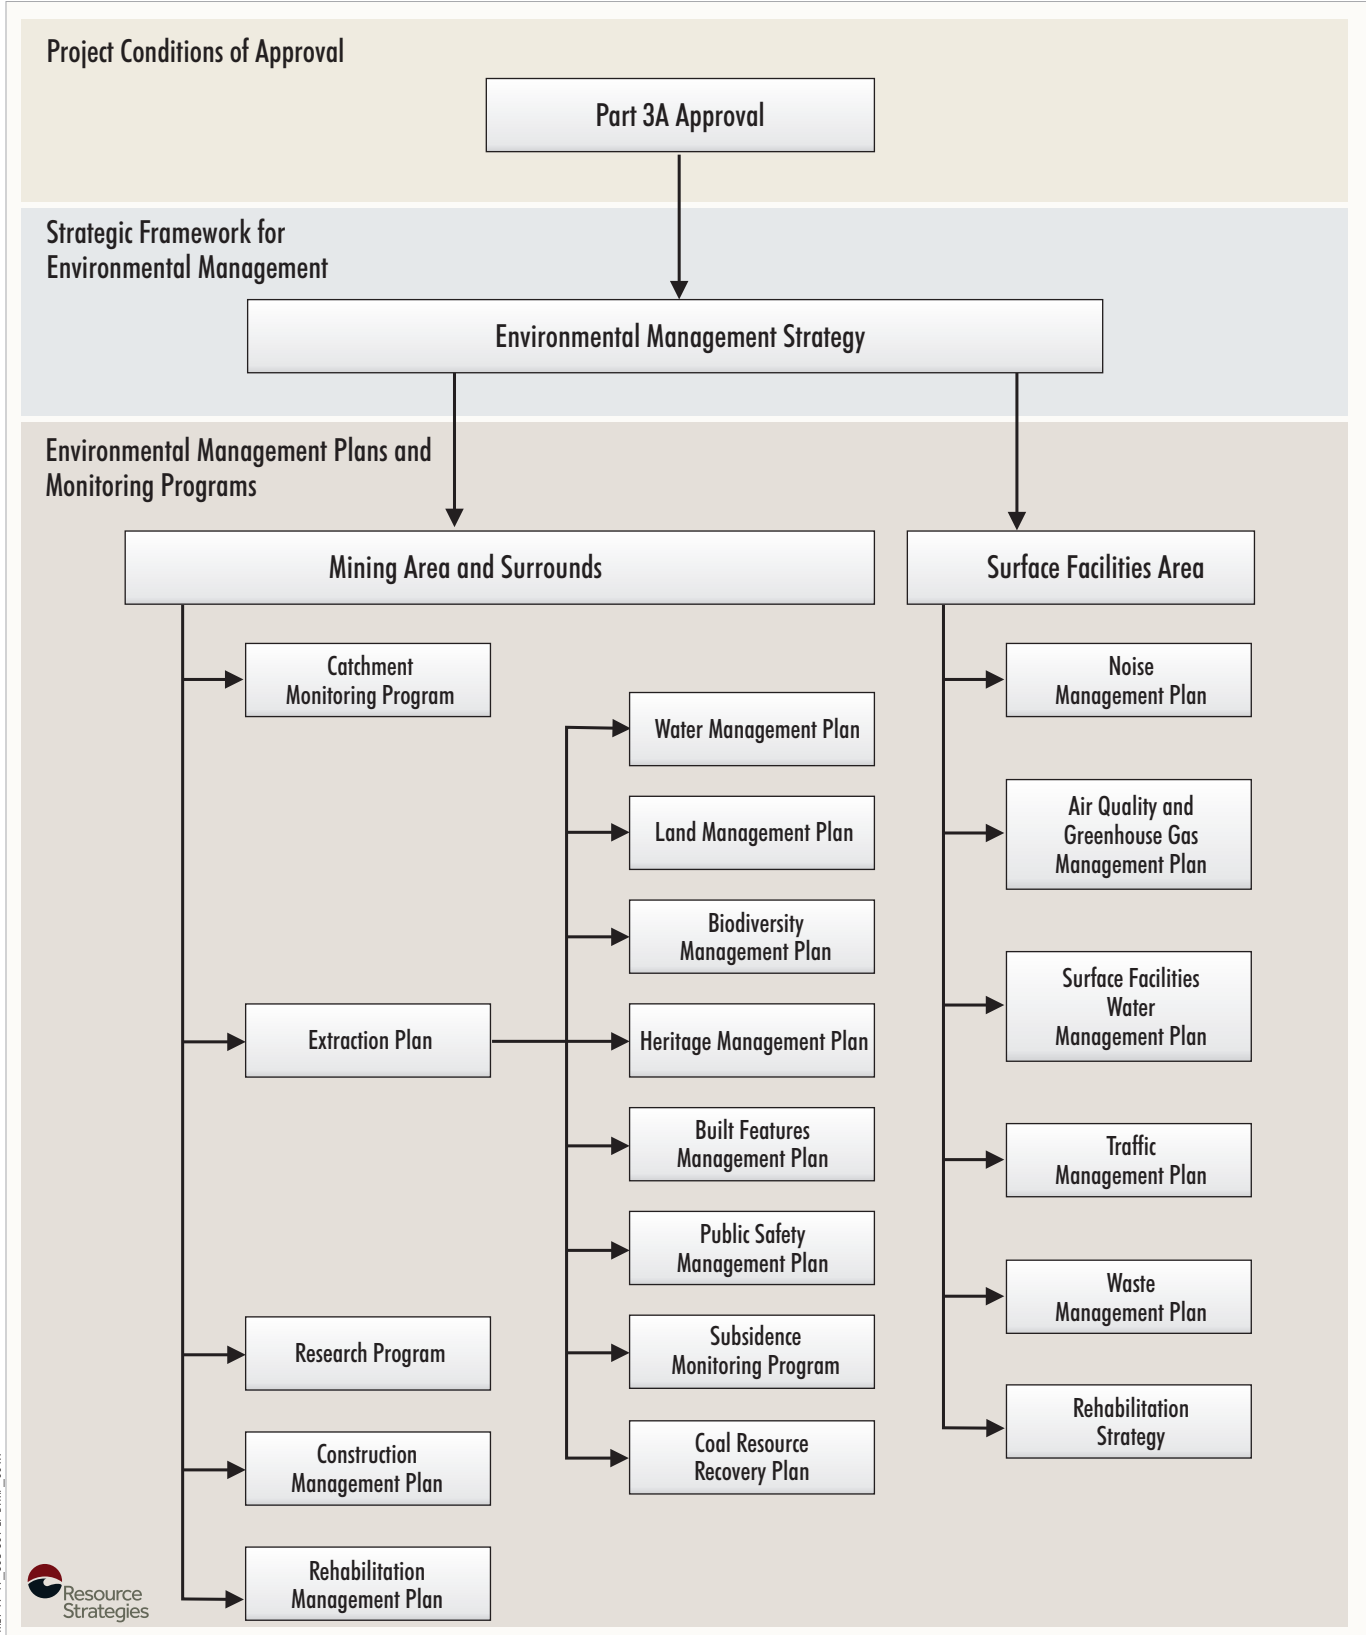 Project Conditions of Approval
Part 3A Approval
Strategic Framework for
Environmental Management
Environmental Management Strategy
Environmental Management Plans and
Monitoring Programs
Mining Area and Surrounds
Surface Facilities Area
Catchment
Monitoring Program
Extraction Plan
Research Program
Construction
Management Plan
Rehabilitation
Management Plan
Water Management Plan
Land Management Plan
Biodiversity
Management Plan
Heritage Management Plan
Built Features
Management Plan
Public Safety
Management Plan
Subsidence
Monitoring Program
Coal Resource
Recovery Plan
Noise
Management Plan
Air Quality and
Greenhouse Gas
Management Plan
Surface Facilities
Water
Management Plan
Traffic
Management Plan
Waste
Management Plan
Rehabilitation
Strategy
Resource
Strategies